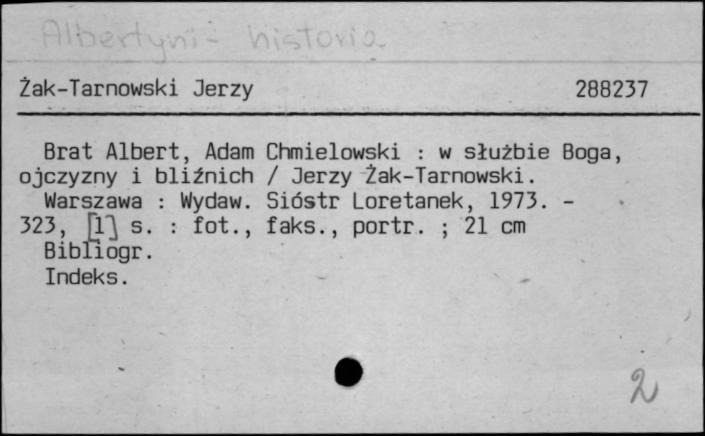 Albertyni - historia.
Żak-Tarnowski Jerzy 288237
Brat Albert, Adam Chmielowski : w służbie Boga,
ojczyzny i bliźnich / Jerzy Żak-Tarnowski.
Warszawa : Wydaw. Sióstr Loretanek, 1973. -
323, [1] s. : fot., faks., portr. ; 21 cm
Bibliogr.
Indeks.
2